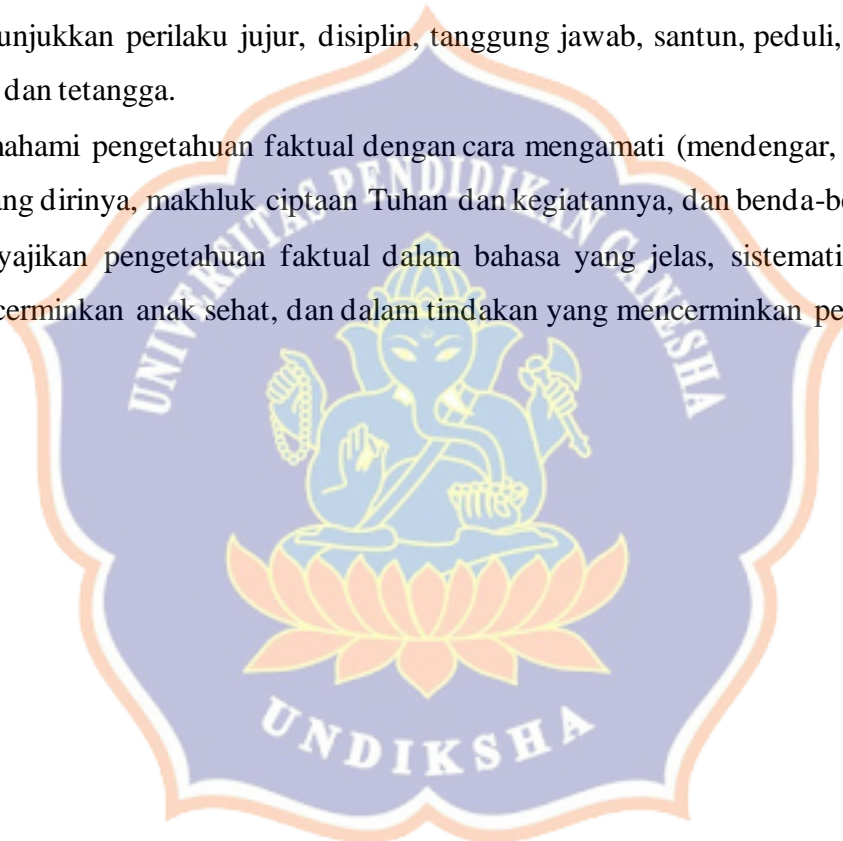 unjukkan perilaku jujur, disiplin, tanggung jawab, santun, peduli,
dan tetangga.
nahami pengetahuan faktual dengan cara mengamati (mendengar,
ang dirinya, makhluk ciptaan Tuhan dan kegiatannya, dan benda-be
yajikan pengetahuan faktual dalam bahasa yang jelas, sistemati
cerminkan anak sehat, dan dalam tindakan yang mencerminkan pe
UNIVERSITAS PENDIDIKAN GANESHA
UNDIKSHA